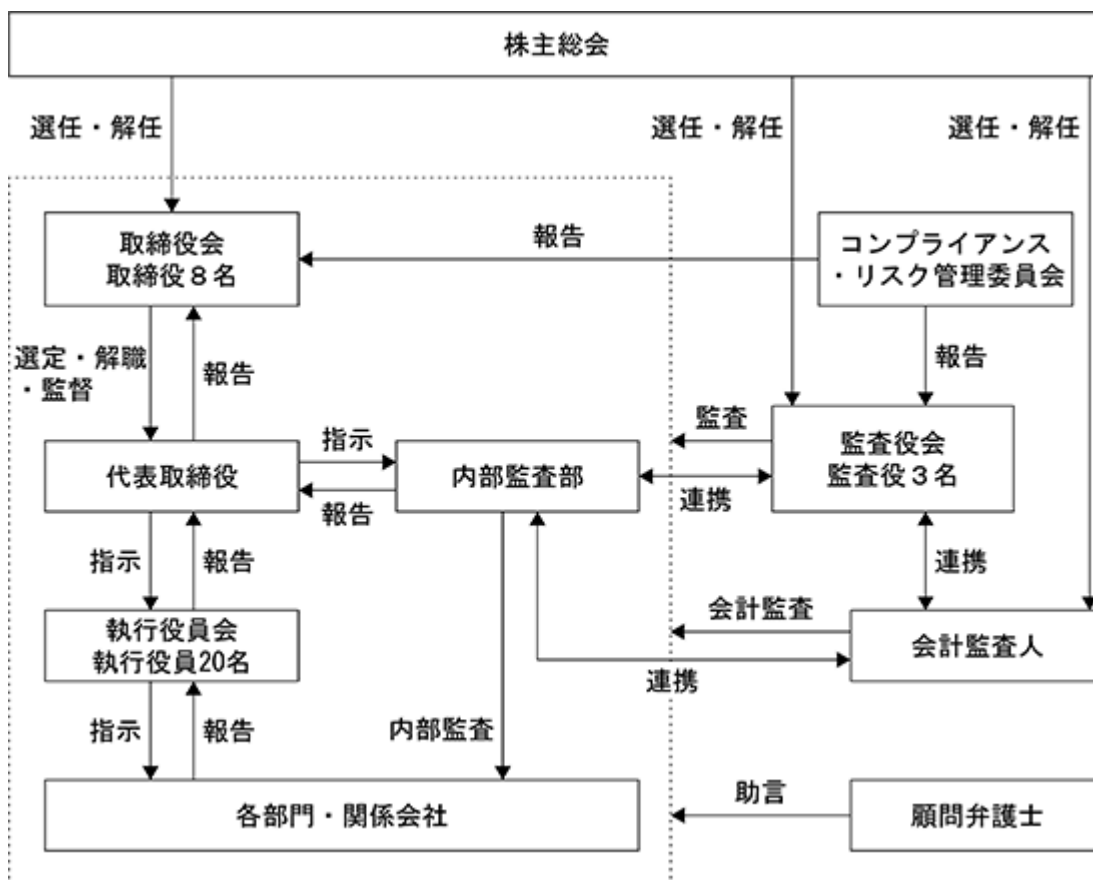 株主総会
選任・解任
選任・解任
選任・解任
取締役会
取締役８名
報告
コンプライアンス
・リスク管理委員会
選定・解職
・監督
報告
報告
代表取締役
指示
報告
内部監査部
監査
連携
監査役会
監査役３名
指示
報告
連携
執行役員会
執行役員20名
会計監査
連携
会計監査人
指示
報告
内部監査
各部門・関係会社
助言
顧問弁護士